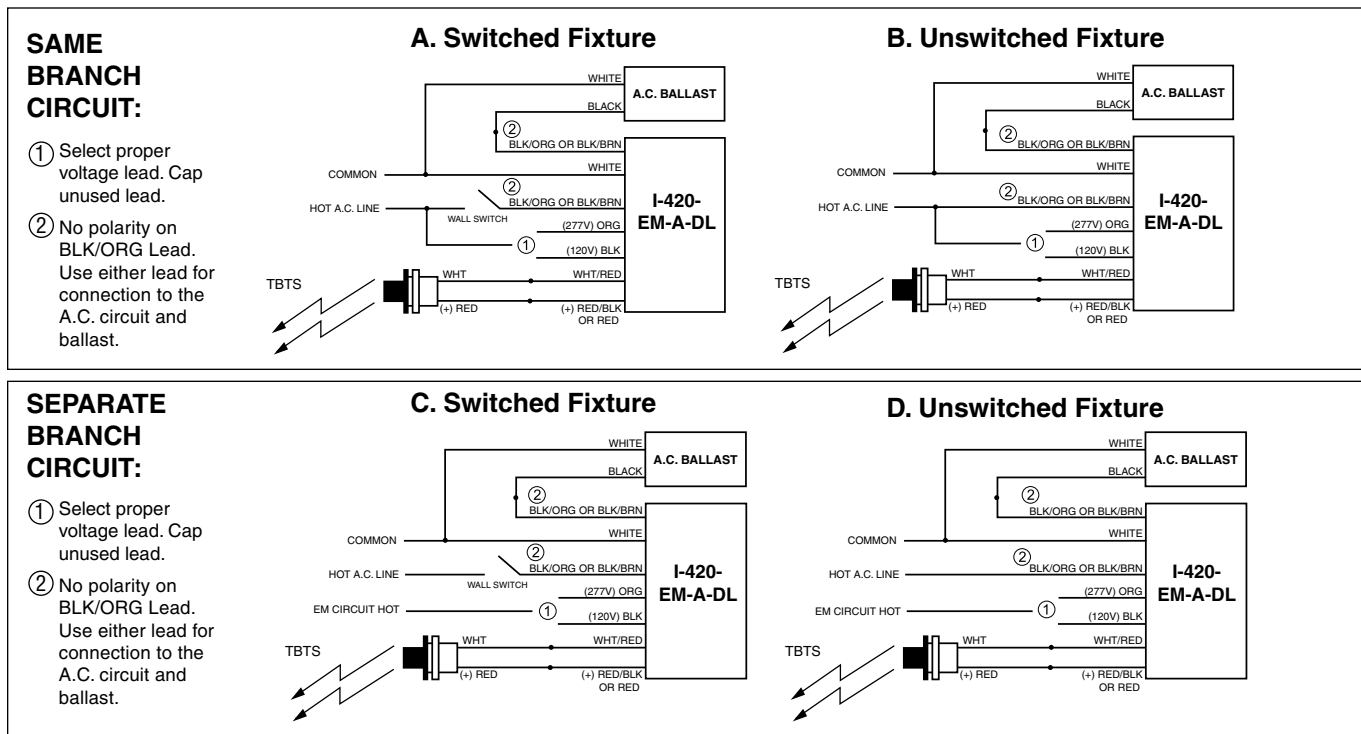 SAME
BRANCH
CIRCUIT:
① Select proper
voltage lead. Cap
unused lead.
② No polarity on
BLK/ORG Lead.
Use either lead for
connection to the
A.C. circuit and
ballast.
A. Switched Fixture
WHITE
A.C. BALLAST
BLACK
②
BLK/ORG OR BLK/BRN
WHITE
COMMON
②
BLK/ORG OR BLK/BRN
HOT A.C. LINE
WALL SWITCH
I-420-
EM-A-DL
(277V) ORG
①
(120V) BLK
TBTS
WHT
WHT/RED
(+) RED
(+) RED/BLK
OR RED
B. Unswitched Fixture
WHITE
A.C. BALLAST
BLACK
②
BLK/ORG OR BLK/BRN
WHITE
COMMON
②
BLK/ORG OR BLK/BRN
HOT A.C. LINE
I-420-
EM-A-DL
(277V) ORG
①
(120V) BLK
TBTS
WHT
WHT/RED
(+) RED
(+) RED/BLK
OR RED
SEPARATE
BRANCH
CIRCUIT:
① Select proper
voltage lead. Cap
unused lead.
② No polarity on
BLK/ORG Lead.
Use either lead for
connection to the
A.C. circuit and
ballast.
C. Switched Fixture
WHITE
A.C. BALLAST
BLACK
②
BLK/ORG OR BLK/BRN
WHITE
COMMON
②
BLK/ORG OR BLK/BRN
HOT A.C. LINE
WALL SWITCH
I-420-
EM-A-DL
(277V) ORG
EM CIRCUIT HOT
①
(120V) BLK
TBTS
WHT
WHT/RED
(+) RED
(+) RED/BLK
OR RED
D. Unswitched Fixture
WHITE
A.C. BALLAST
BLACK
②
BLK/ORG OR BLK/BRN
WHITE
COMMON
②
BLK/ORG OR BLK/BRN
HOT A.C. LINE
I-420-
EM-A-DL
(277V) ORG
EM CIRCUIT HOT
①
(120V) BLK
TBTS
WHT
WHT/RED
(+) RED
(+) RED/BLK
OR RED